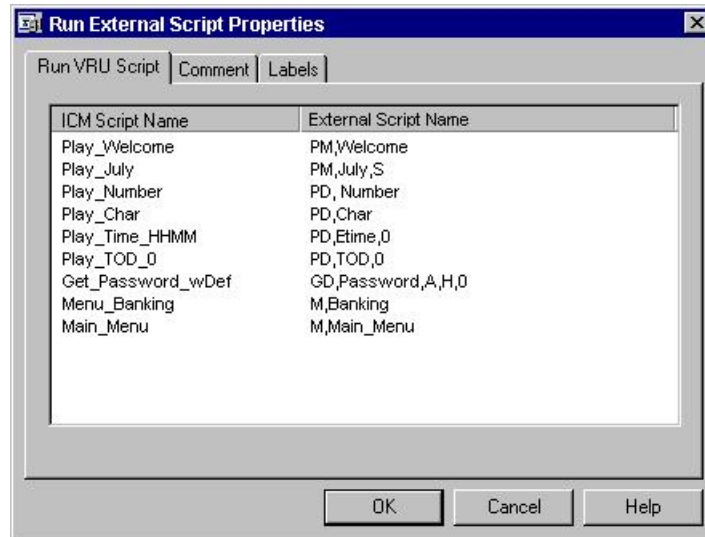 Run External Script Properties
Run VRU Script Comment Labels
ICM Script Name External Script Name
Play_Welcome PM,Welcome
Play_July PM,July,S
Play_Number PD, Number
Play_Char PD,Char
Play_Time_HHMM PD,Etime,0
Play_TOD_0 PD,TOD,0
Get_Password_wDef GD,Password,A,H,0
Menu_Banking M,Banking
Main_Menu M,Main_Menu
OK Cancel Help